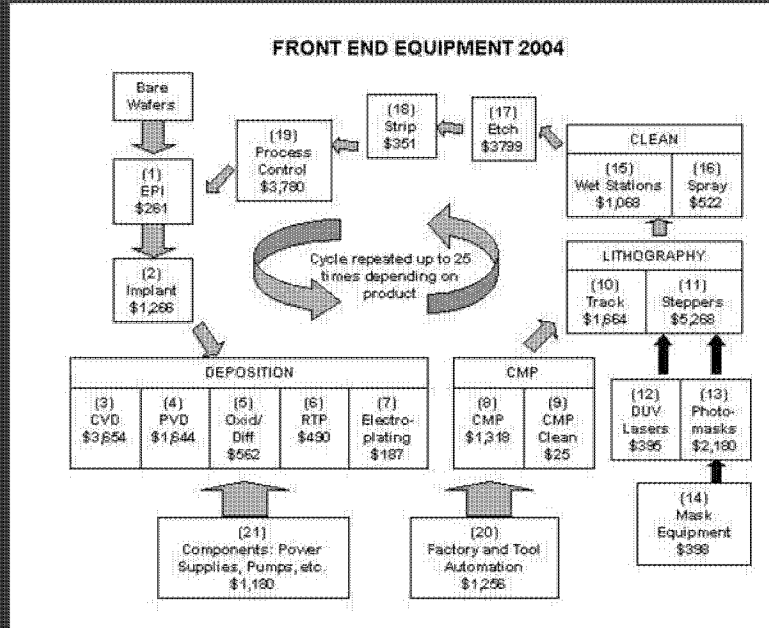 FRONT END EQUIPMENT 2004
Bare
Wafers
(1)
EPI
$261
(2)
Implant
$1,266
DEPOSITION
(3)
CVD
$3,654
(4)
PVD
$1,644
(5)
Oxid/
Diff
$562
(6)
RTP
$490
(7)
Electro-
plating
$187
CMP
(8)
CMP
$1,318
(9)
CMP
Clean
$25
LITHOGRAPHY
(10)
Track
$1,664
(11)
Steppers
$5,268
(12)
DUV
Lasers
$395
(13)
Photo-
masks
$2,180
(14)
Mask
Equipment
$398
CLEAN
(15)
Wet Stations
$1,068
(16)
Spray
$522
(17)
Etch
$3799
(18)
Strip
$351
(19)
Process
Control
$3,780
Cycle repeated up to 25
times depending on
product
(21)
Components: Power
Supplies, Pumps, etc.
$1,180
(20)
Factory and Tool
Automation
$1,256